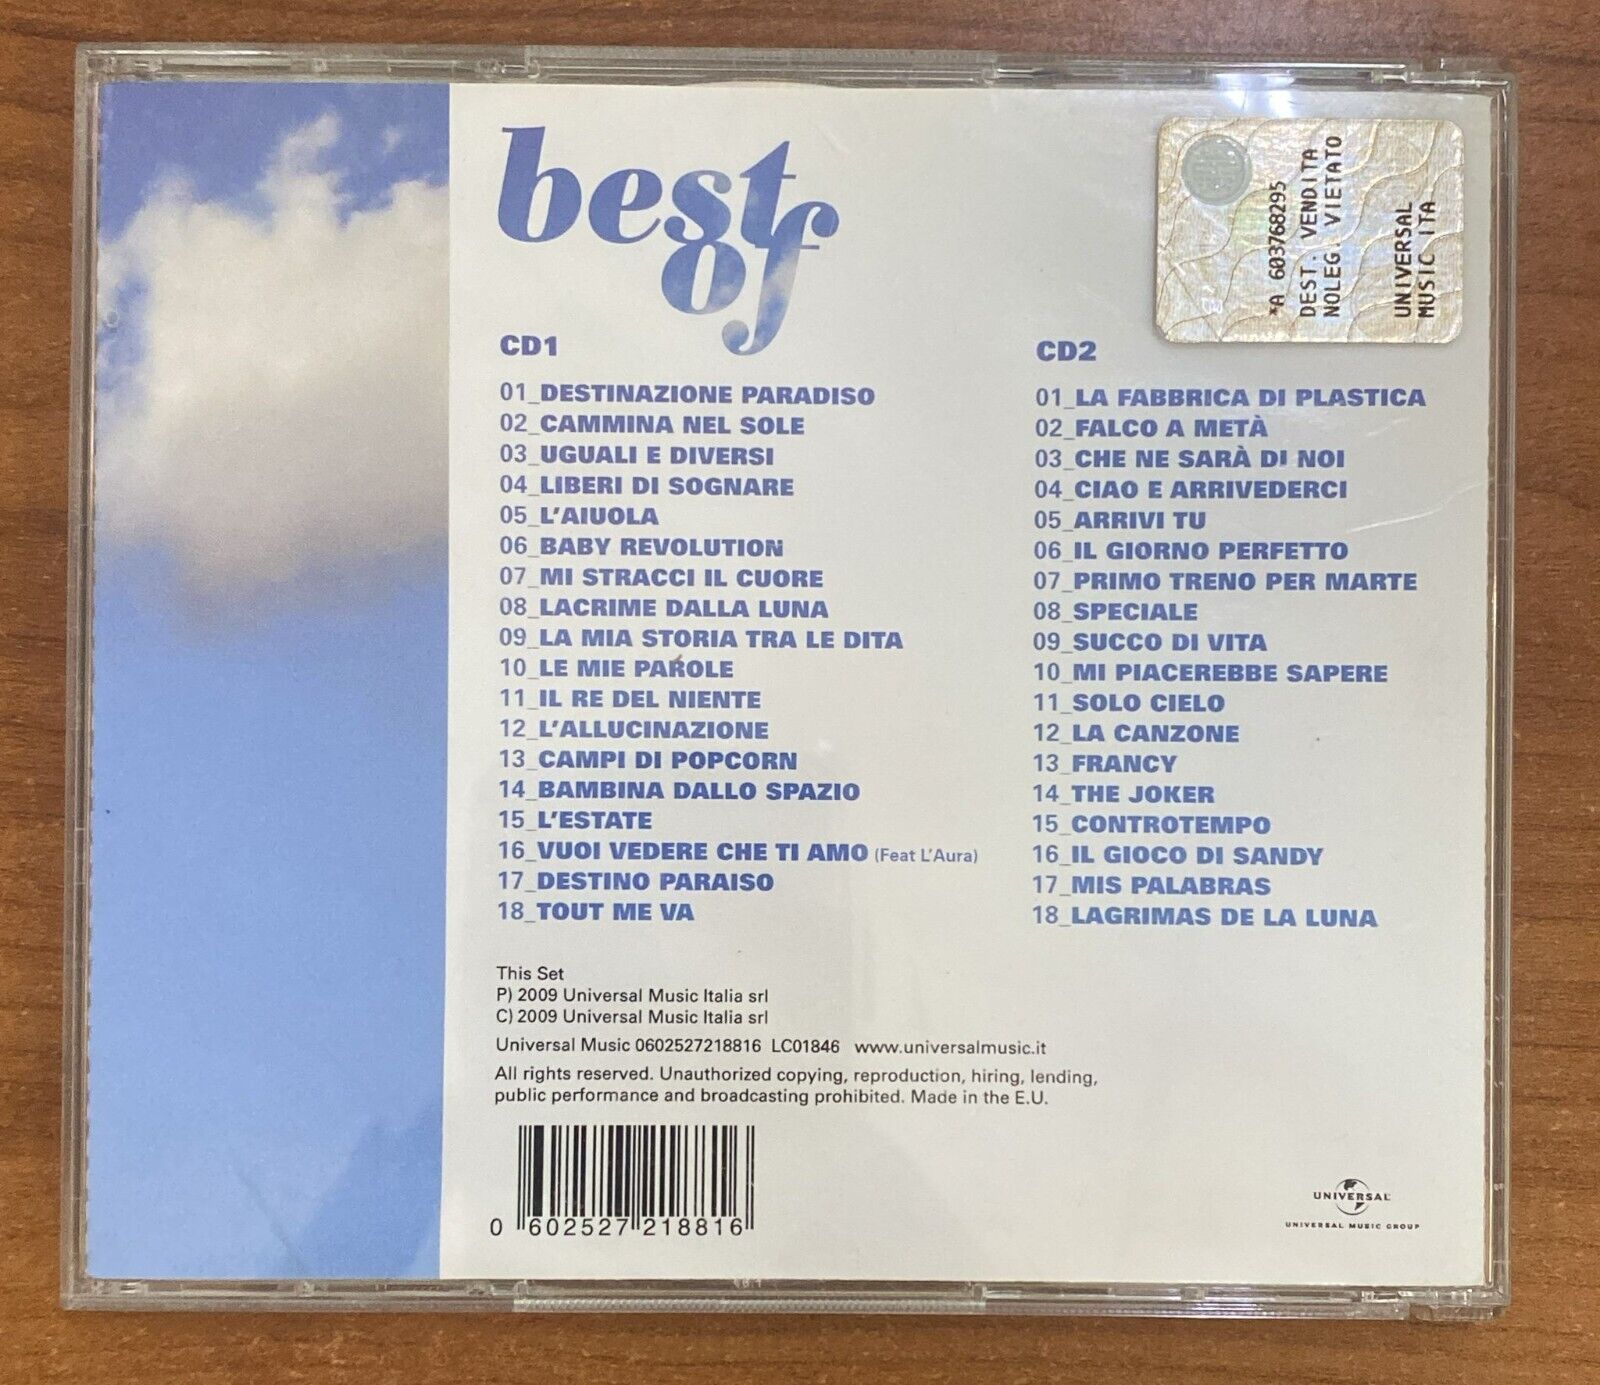 best
of
*A 603768295
DEST. VENDITA
NOLEG. VIETATO
UNIVERSAL
MUSIC ITA
CD1
01_DESTINAZIONE PARADISO
02_CAMMINA NEL SOLE
03_UGUALI E DIVERSI
04_LIBERI DI SOGNARE
05_L'AIUOLA
06_BABY REVOLUTION
07_MI STRACCI IL CUORE
08_LACRIME DALLA LUNA
09_LA MIA STORIA TRA LE DITA
10_LE MIE PAROLE
11_IL RE DEL NIENTE
12_L'ALLUCINAZIONE
13_CAMPI DI POPCORN
14_BAMBINA DALLO SPAZIO
15_L'ESTATE
16_VUOI VEDERE CHE TI AMO (Feat L'Aura)
17_DESTINO PARAISO
18_TOUT ME VA
CD2
01_LA FABBRICA DI PLASTICA
02_FALCO A METÀ
03_CHE NE SARÀ DI NOI
04_CIAO E ARRIVEDERCI
05_ARRIVI TU
06_IL GIORNO PERFETTO
07_PRIMO TRENO PER MARTE
08_SPECIALE
09_SUCCO DI VITA
10_MI PIACEREBBE SAPERE
11_SOLO CIELO
12_LA CANZONE
13_FRANCY
14_THE JOKER
15_CONTROTEMPO
16_IL GIOCO DI SANDY
17_MIS PALABRAS
18_LAGRIMAS DE LA LUNA
This Set
P) 2009 Universal Music Italia srl
C) 2009 Universal Music Italia srl
Universal Music 0602527218816 LC01846 www.universalmusic.it
All rights reserved. Unauthorized copying, reproduction, hiring, lending,
public performance and broadcasting prohibited. Made in the E.U.
0 602527 218816
UNIVERSAL
UNIVERSAL MUSIC GROUP